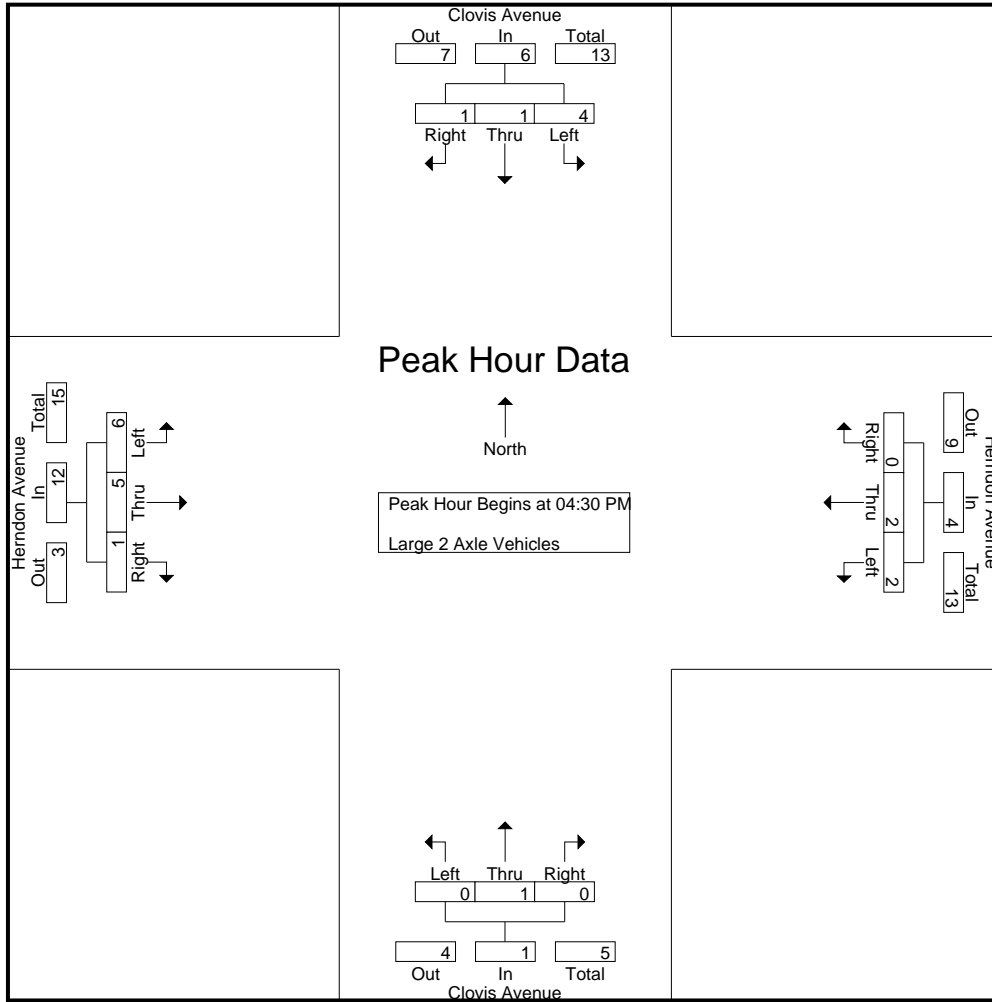 Clovis Avenue
Out In Total
7 6 13
1 1 4
Right Thru Left
Peak Hour Data
North
Peak Hour Begins at 04:30 PM
Large 2 Axle Vehicles
Herndon Avenue
Out In Total
3 12 15
6 5 1
Left Thru Right
Herndon Avenue
Out In Total
9 4 13
0 2 2
Right Thru Left
Left Thru Right
0 1 0
4 1 5
Out In Total
Clovis Avenue